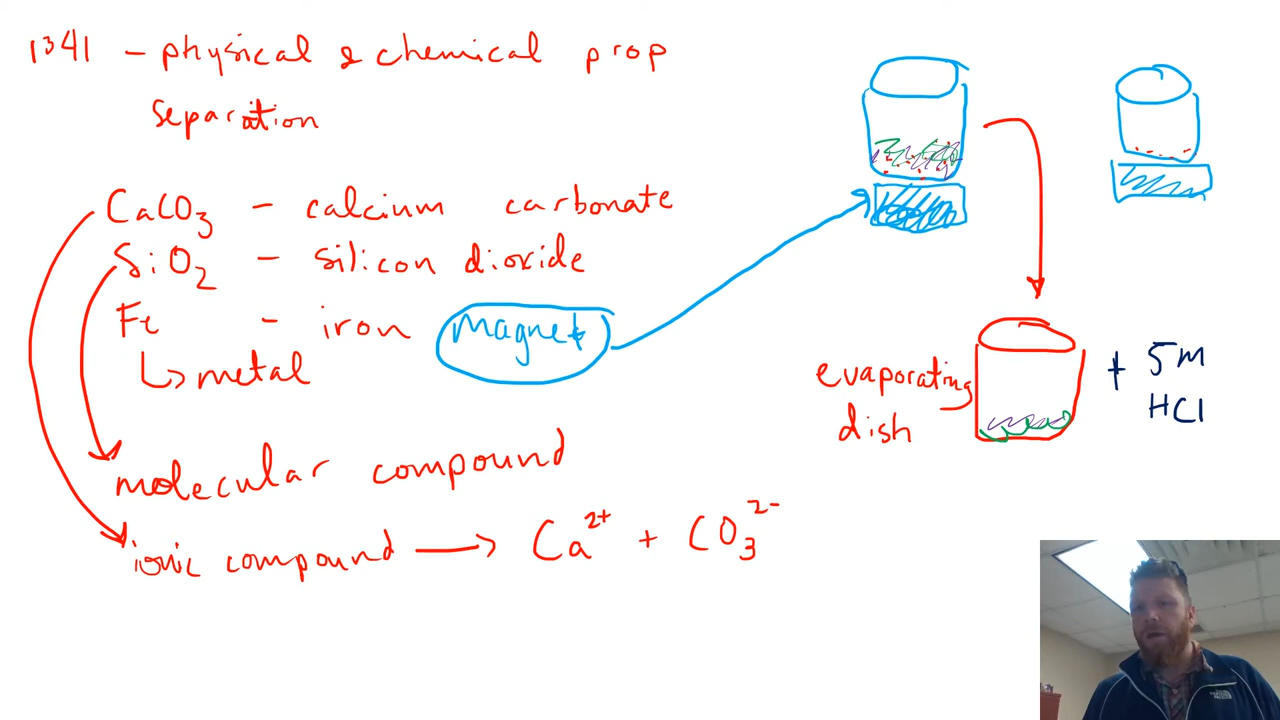 1341 - physical & chemical prop
separation
CaCO3 - calcium carbonate
SiO2 - silicon dioxide
Fe - iron magnet
↳ metal
molecular compound
ionic compound → Ca2+ + CO3 2-
evaporating
dish
+ 5M
HCl